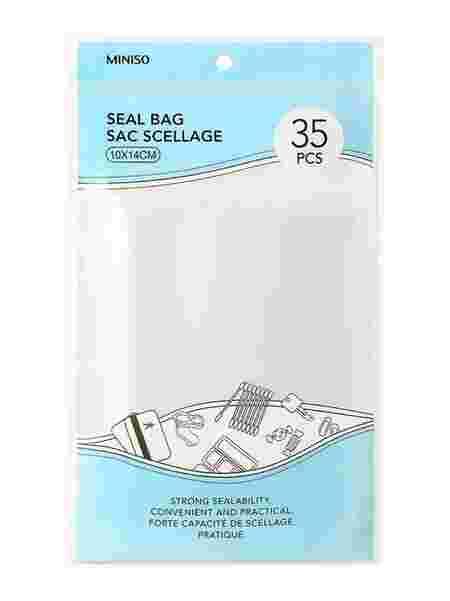 MINISO
SEAL BAG
SAC SCELLAGE
10X14CM
35
PCS
STRONG SEALABILITY.
CONVENIENT AND PRACTICAL.
FORTE CAPACITÉ DE SCELLAGE.
PRATIQUE.